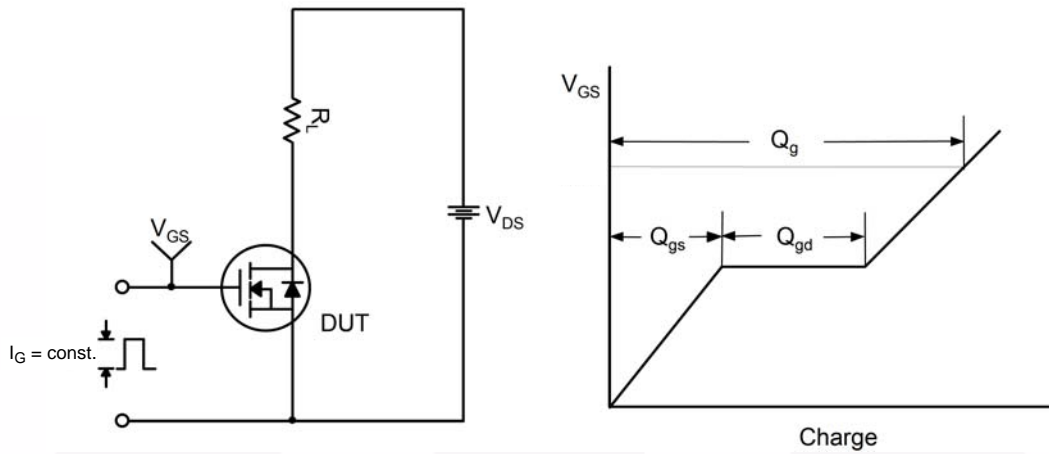 R_L
V_GS
V_DS
DUT
I_G = const.
V_GS
Q_g
Q_gs
Q_gd
Charge